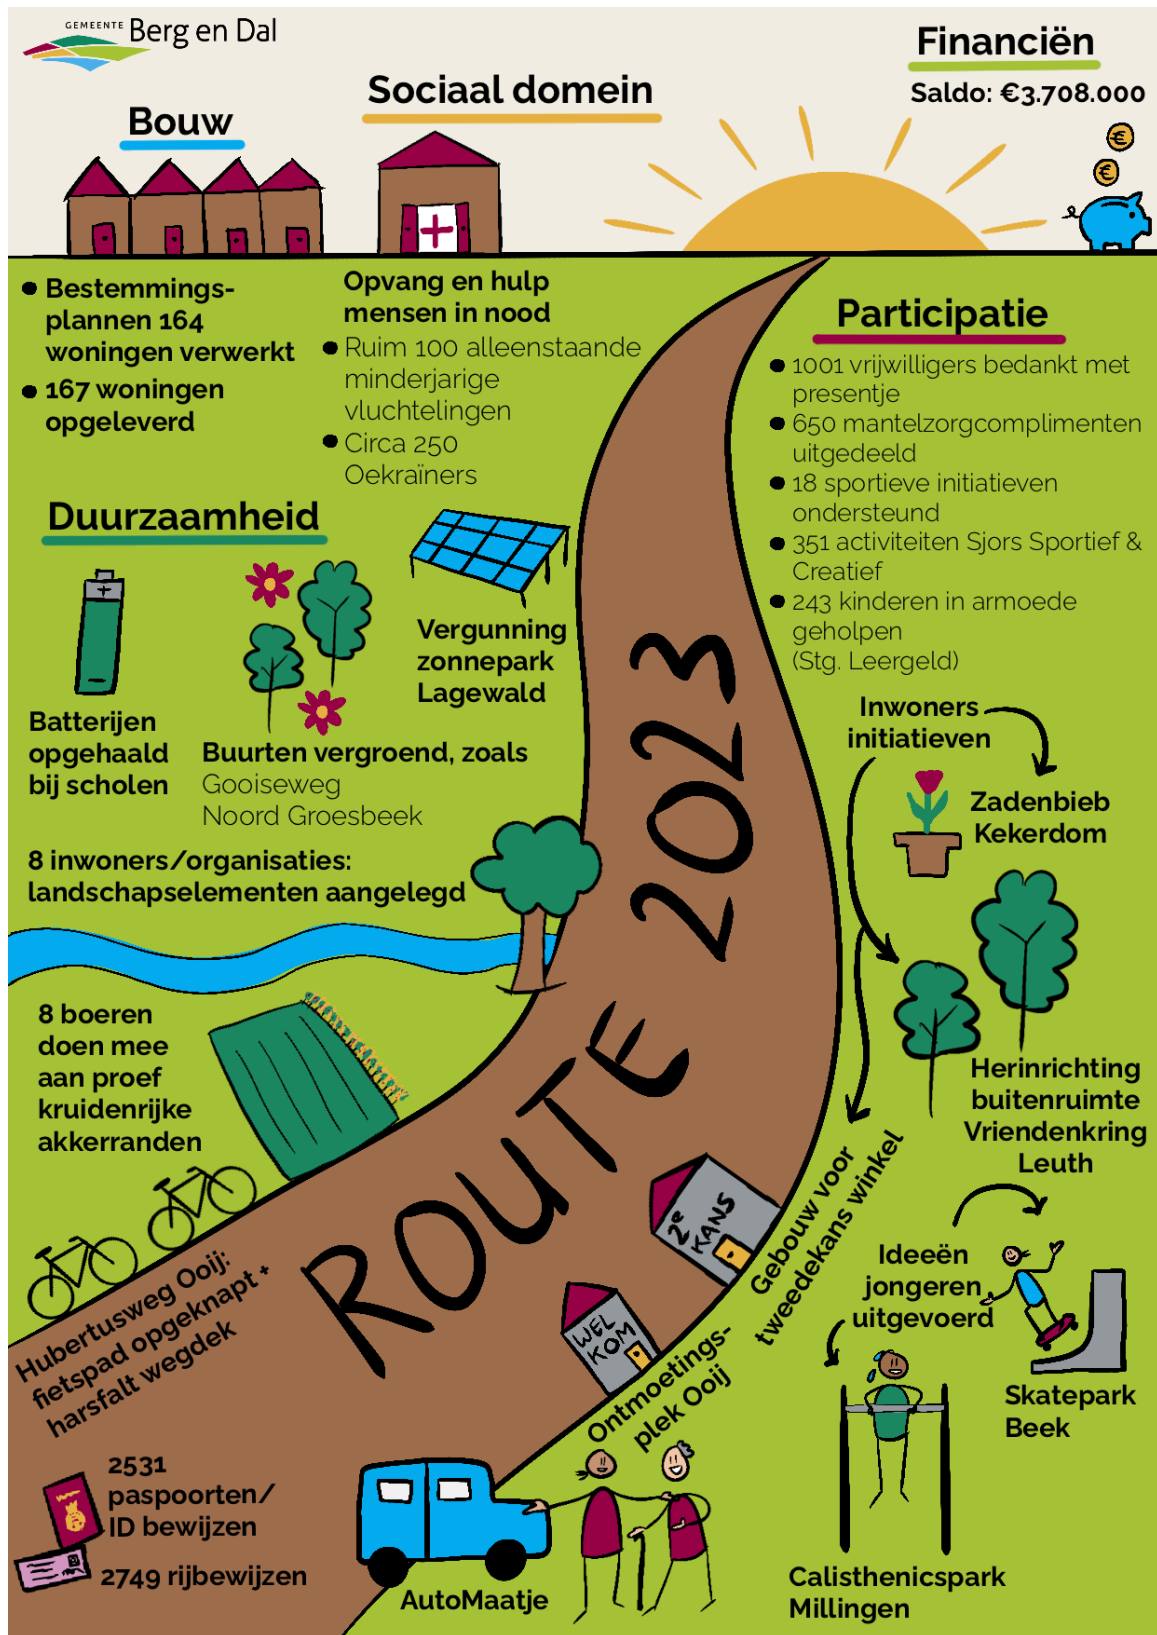 GEMEENTE Berg en Dal
Financiën
Saldo: €3.708.000
Sociaal domein
Bouw
€
€
Bestemmings-
plannen 164
woningen verwerkt
167 woningen
opgeleverd
Opvang en hulp
mensen in nood
Ruim 100 alleenstaande
minderjarige
vluchtelingen
Circa 250
Oekraïners
Participatie
1001 vrijwilligers bedankt met
presentje
650 mantelzorgcomplimenten
uitgedeeld
18 sportieve initiatieven
ondersteund
351 activiteiten Sjors Sportief &
Creatief
243 kinderen in armoede
geholpen
(Stg. Leergeld)
Duurzaamheid
Vergunning
zonnepark
Lagewald
Batterijen
opgehaald
bij scholen
Buurten vergroend, zoals
Gooiseweg
Noord Groesbeek
8 inwoners/organisaties:
landschapselementen aangelegd
Inwoners
initiatieven
Zadenbieb
Kekerdom
Herinrichting
buitenruimte
Vriendenkring
Leuth
8 boeren
doen mee
aan proef
kruidenrijke
akkerranden
ROUTE 2023
2e
KANS
Gebouw voor
tweedekans winkel
WEL
KOM
Ontmoetings-
plek Ooij
Ideeën
jongeren
uitgevoerd
Skatepark
Beek
Calisthenicspark
Millingen
Hubertusweg Ooij:
fietspad opgeknapt +
harsfalt wegdek
2531
paspoorten/
ID bewijzen
2749 rijbewijzen
AutoMaatje